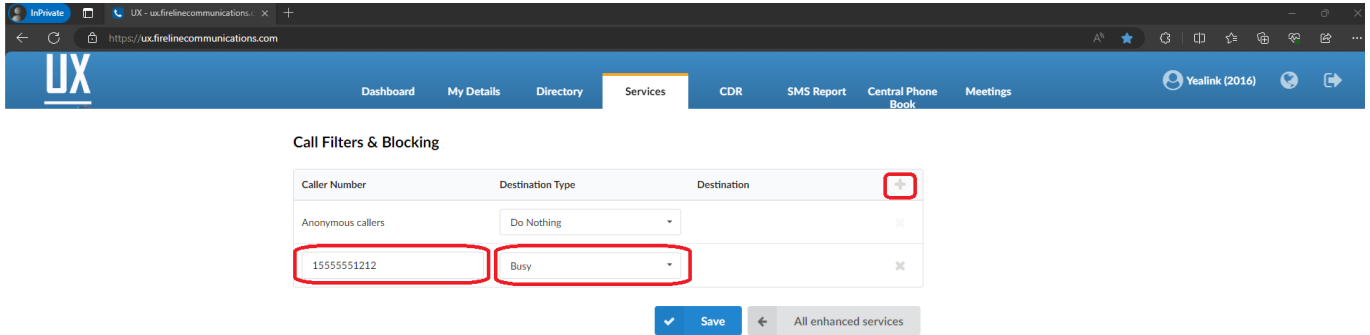 InPrivate
UX - ux.firelinecommunications.c
https://ux.firelinecommunications.com
UX
Dashboard My Details Directory Services CDR SMS Report Central Phone Book Meetings Yealink (2016)
Call Filters & Blocking
Caller Number Destination Type Destination
Anonymous callers Do Nothing
15555551212 Busy
Save All enhanced services